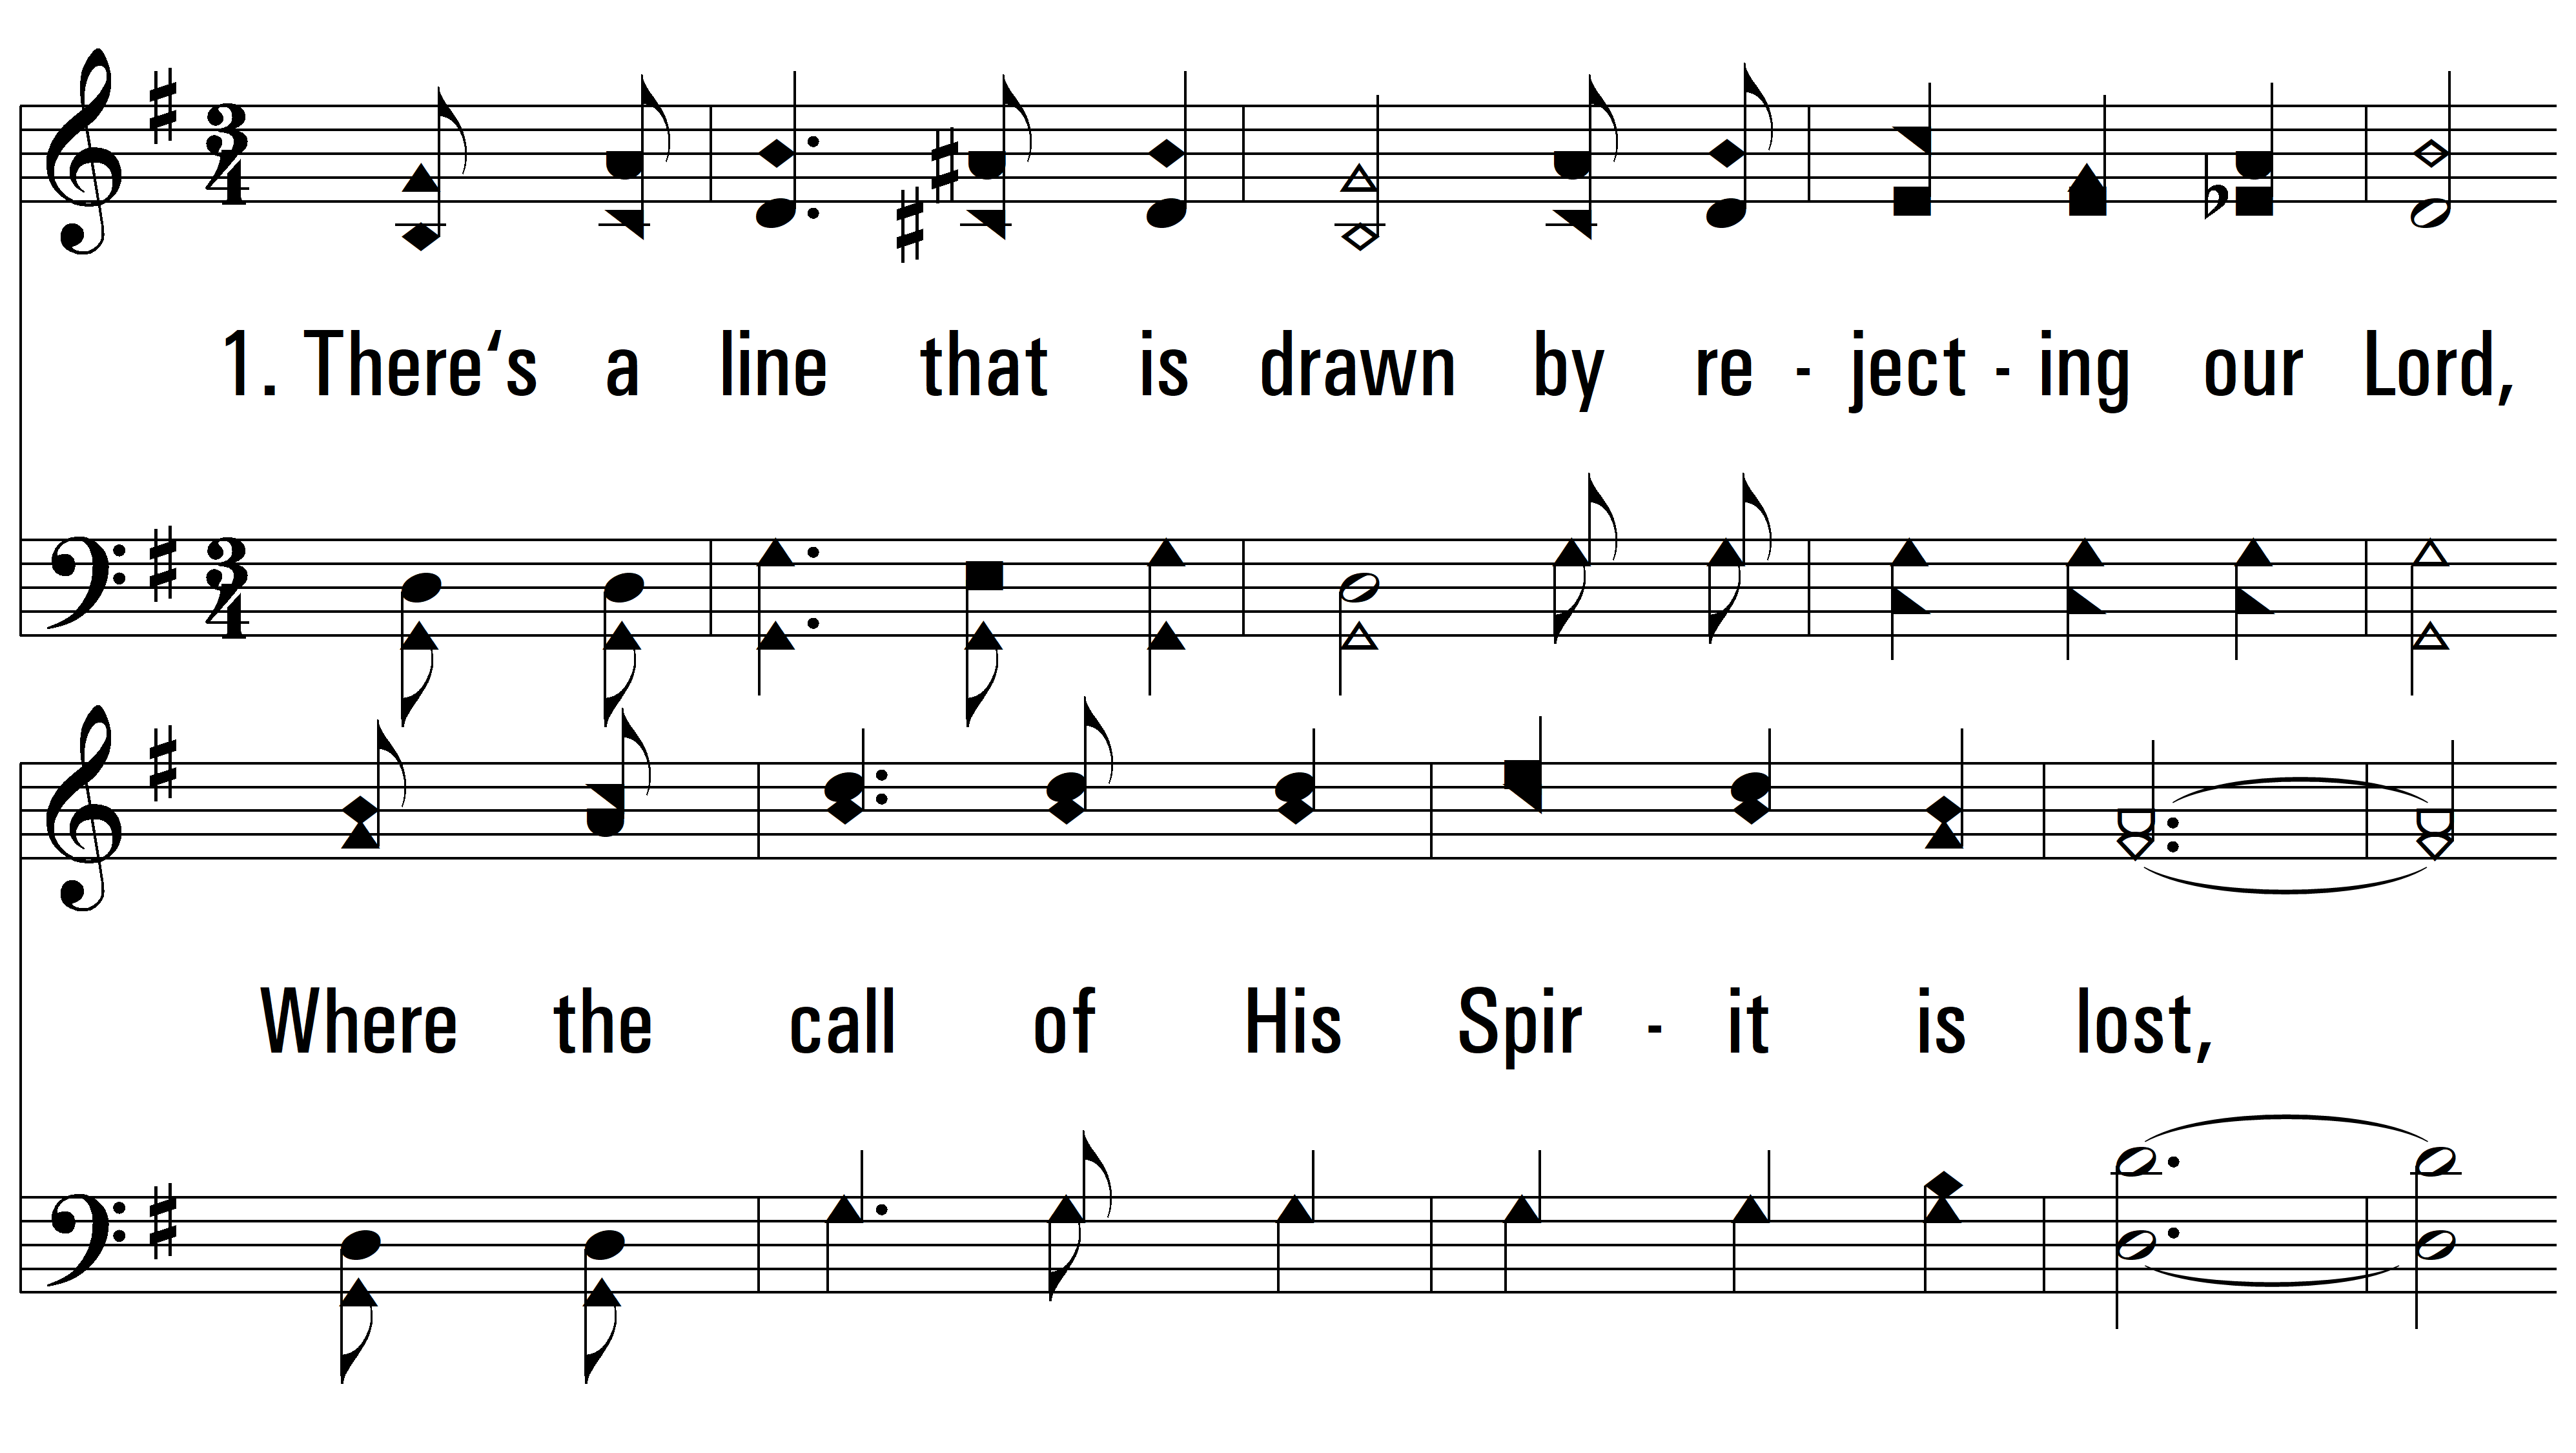 1. There‘s a line that is drawn by re - ject - ing our Lord,
Where the call of His Spir - it is lost,